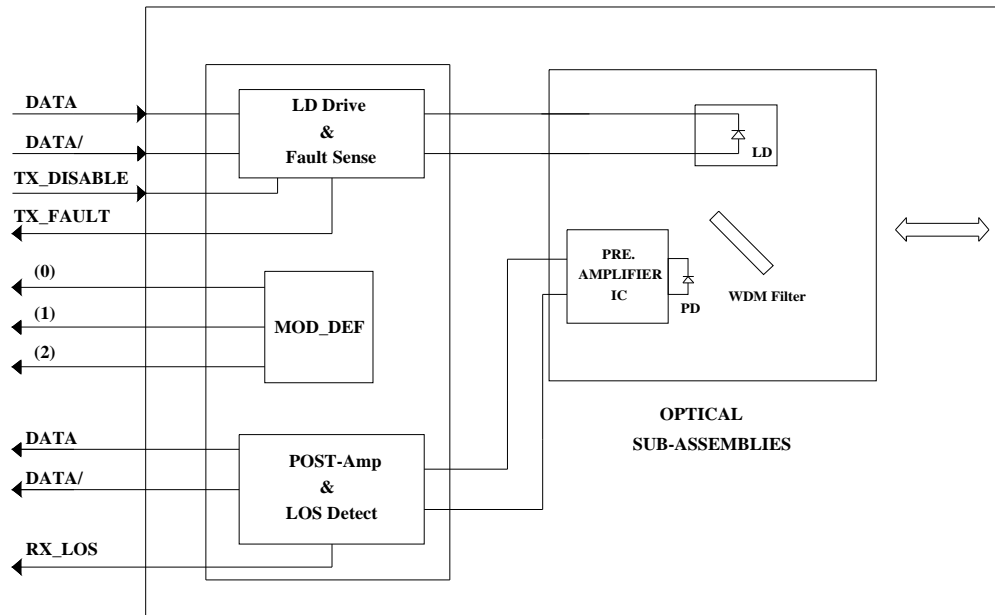 DATA
DATA/
TX_DISABLE
TX_FAULT
(0)
(1)
(2)
DATA
DATA/
RX_LOS
LD Drive
&
Fault Sense
MOD_DEF
POST-Amp
&
LOS Detect
LD
PRE.
AMPLIFIER
IC
PD
WDM Filter
OPTICAL
SUB-ASSEMBLIES